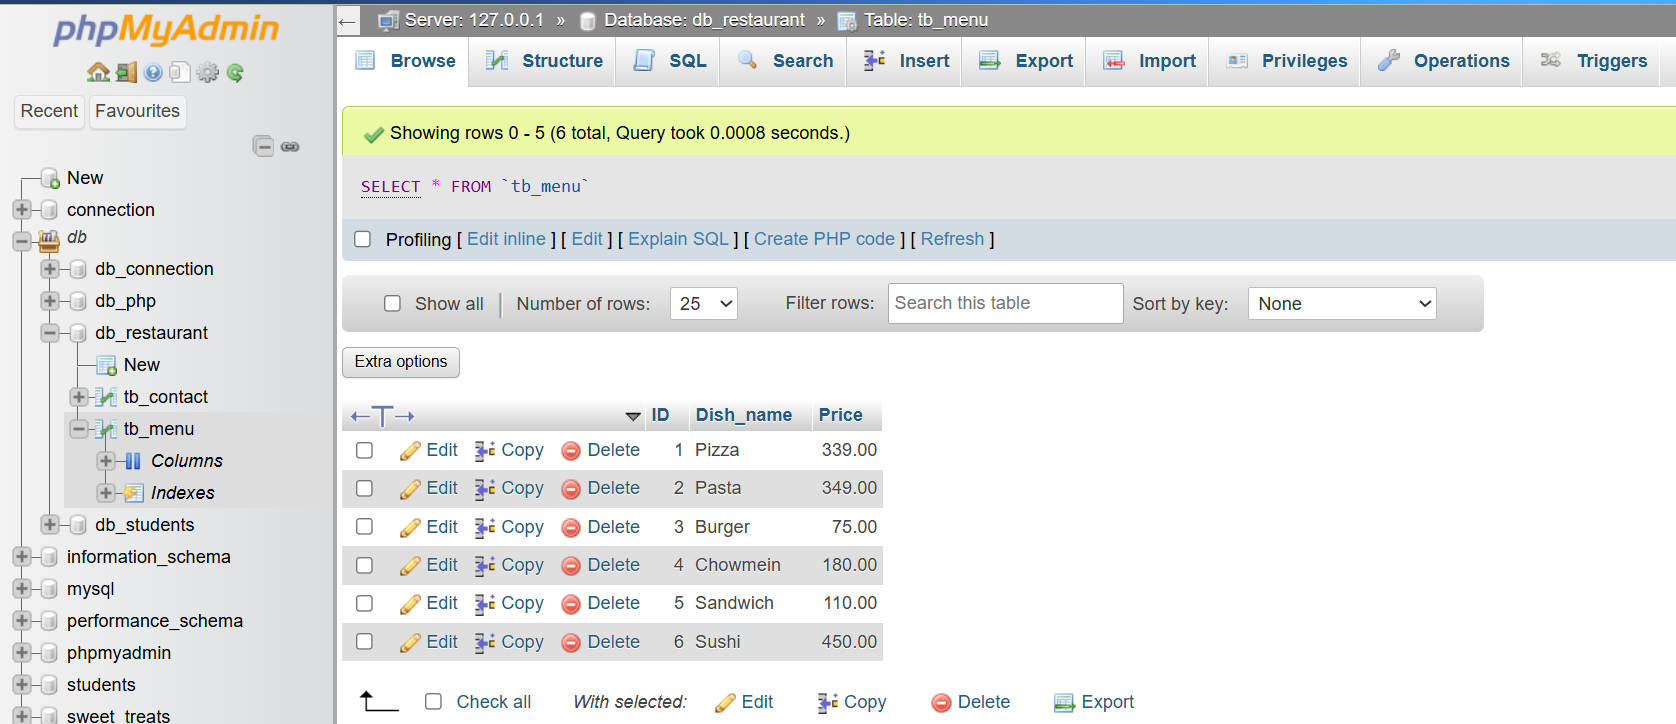 phpMyAdmin
Recent Favourites
New
connection
db
db_connection
db_php
db_restaurant
New
tb_contact
tb_menu
Columns
Indexes
db_students
information_schema
mysql
performance_schema
phpmyadmin
students
sweet_treats
Server: 127.0.0.1 » Database: db_restaurant » Table: tb_menu
Browse Structure SQL Search Insert Export Import Privileges Operations Triggers
Showing rows 0 - 5 (6 total, Query took 0.0008 seconds.)
SELECT * FROM `tb_menu`
Profiling [ Edit inline ] [ Edit ] [ Explain SQL ] [ Create PHP code ] [ Refresh ]
Show all | Number of rows: 25 Filter rows: Search this table Sort by key: None
Extra options
←T→ ID Dish_name Price
Edit Copy Delete 1 Pizza 339.00
Edit Copy Delete 2 Pasta 349.00
Edit Copy Delete 3 Burger 75.00
Edit Copy Delete 4 Chowmein 180.00
Edit Copy Delete 5 Sandwich 110.00
Edit Copy Delete 6 Sushi 450.00
Check all With selected: Edit Copy Delete Export